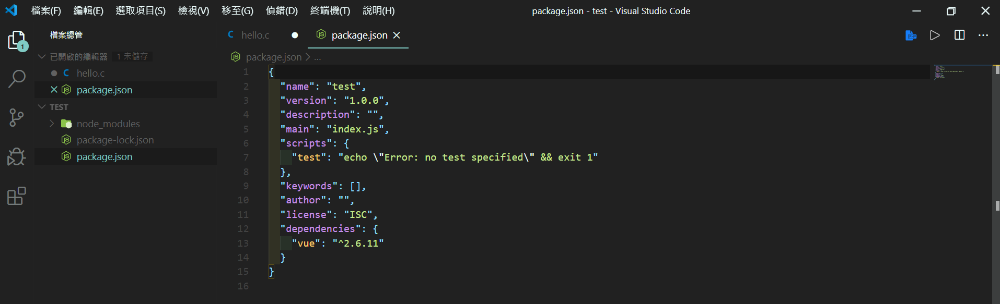 檔案(F) 編輯(E) 選取項目(S) 檢視(V) 移至(G) 偵錯(D) 終端機(T) 說明(H) package.json - test - Visual Studio Code
檔案總管
已開啟的編輯器 1 未儲存
hello.c
package.json
TEST
node_modules
package-lock.json
package.json
1
hello.c package.json
package.json > ...
1 {
2 "name": "test",
3 "version": "1.0.0",
4 "description": "",
5 "main": "index.js",
6 "scripts": {
7 "test": "echo \"Error: no test specified\" && exit 1"
8 },
9 "keywords": [],
10 "author": "",
11 "license": "ISC",
12 "dependencies": {
13 "vue": "^2.6.11"
14 }
15 }
16